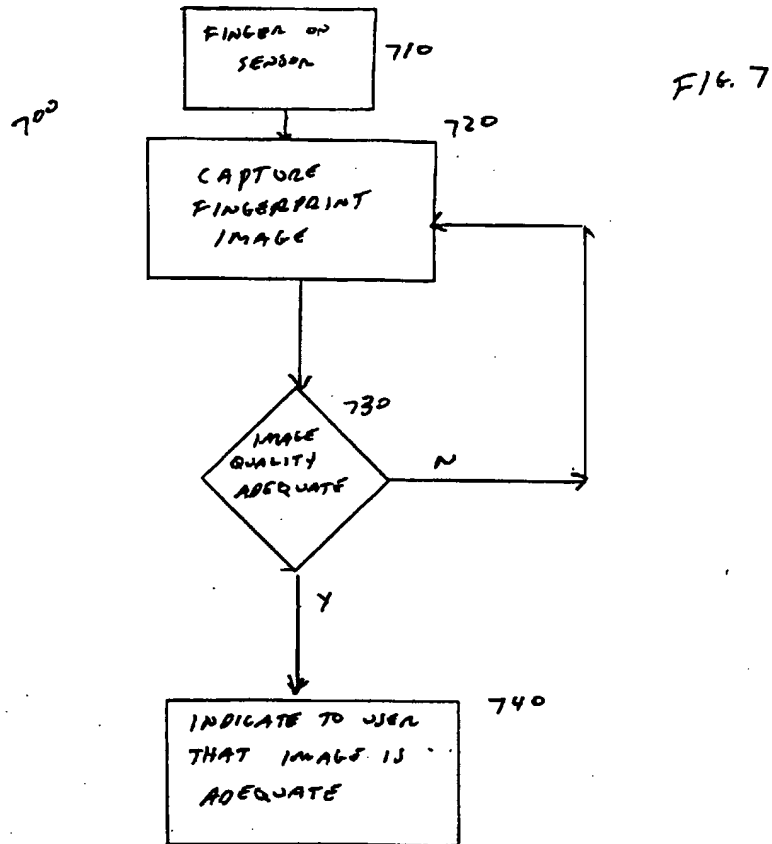 FINGER ON
SENSOR
710
FIG. 7
700
720
CAPTURE
FINGERPRINT
IMAGE
730
IMAGE
QUALITY
ADEQUATE
N
Y
740
INDICATE TO USER
THAT IMAGE IS
ADEQUATE